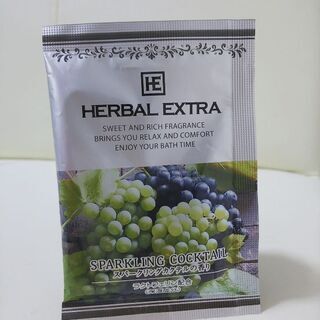 HE
HERBAL EXTRA
SWEET AND RICH FRAGRANCE
BRINGS YOU RELAX AND COMFORT
ENJOY YOUR BATH TIME
SPARKLING COCKTAIL
スパークリングカクテルの香り